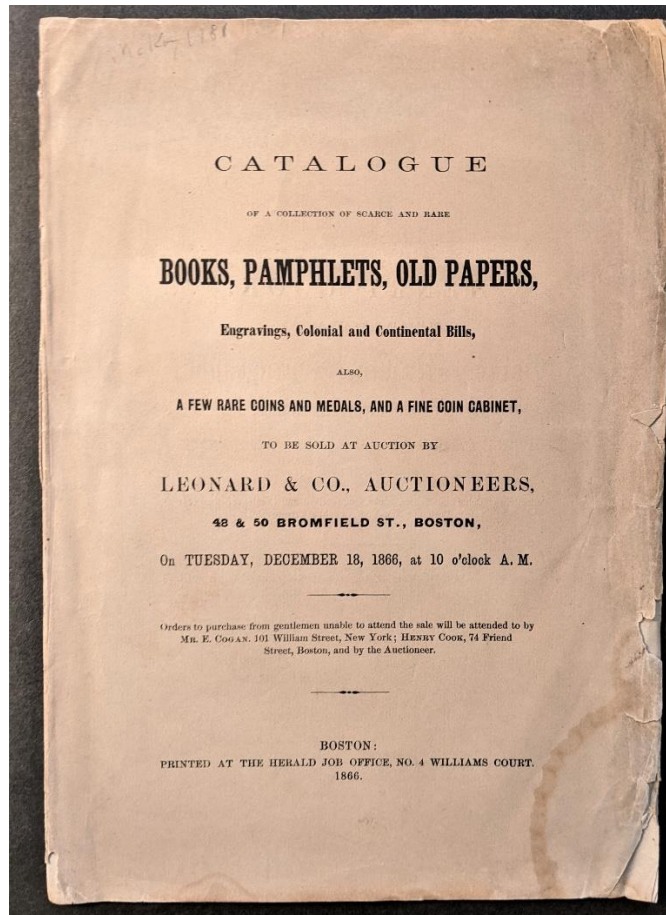 CATALOGUE
OF A COLLECTION OF SCARCE AND RARE
BOOKS, PAMPHLETS, OLD PAPERS,
Engravings, Colonial and Continental Bills,
ALSO,
A FEW RARE COINS AND MEDALS, AND A FINE COIN CABINET,
TO BE SOLD AT AUCTION BY
LEONARD & CO., AUCTIONEERS,
48 & 50 BROMFIELD ST., BOSTON,
On TUESDAY, DECEMBER 18, 1866, at 10 o'clock A. M.
Orders to purchase from gentlemen unable to attend the sale will be attended to by
MR. E. COGAN. 101 William Street, New York; HENRY COOK, 74 Friend
Street, Boston, and by the Auctioneer.
BOSTON:
PRINTED AT THE HERALD JOB OFFICE, NO. 4 WILLIAMS COURT.
1866.